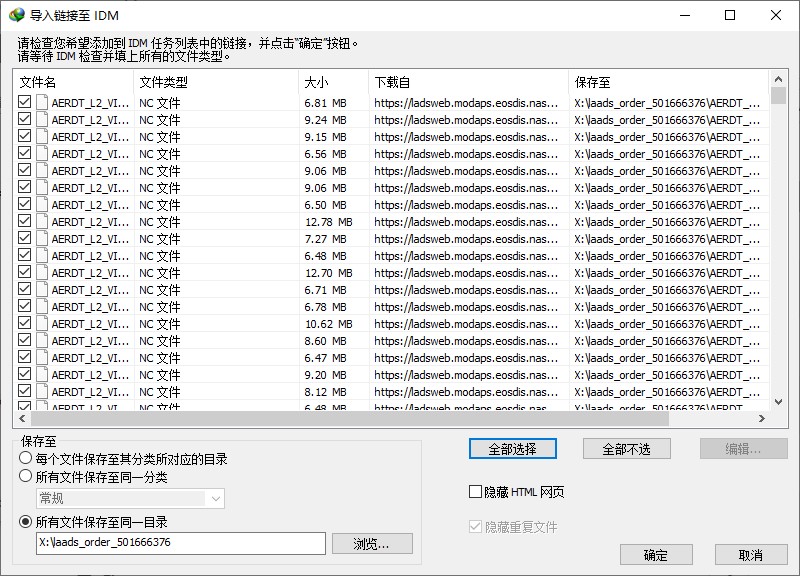 导入链接至 IDM
请检查您希望添加到 IDM 任务列表中的链接，并点击“确定”按钮。
请等待 IDM 检查并填上所有的文件类型。
文件名 文件类型 大小 下载自 保存至
AERDT_L2_VI... NC 文件 6.81 MB https://ladsweb.modaps.eosdis.nas... X:\laads_order_501666376\AERDT_...
AERDT_L2_VI... NC 文件 9.24 MB https://ladsweb.modaps.eosdis.nas... X:\laads_order_501666376\AERDT_...
AERDT_L2_VI... NC 文件 9.15 MB https://ladsweb.modaps.eosdis.nas... X:\laads_order_501666376\AERDT_...
AERDT_L2_VI... NC 文件 6.56 MB https://ladsweb.modaps.eosdis.nas... X:\laads_order_501666376\AERDT_...
AERDT_L2_VI... NC 文件 9.06 MB https://ladsweb.modaps.eosdis.nas... X:\laads_order_501666376\AERDT_...
AERDT_L2_VI... NC 文件 9.06 MB https://ladsweb.modaps.eosdis.nas... X:\laads_order_501666376\AERDT_...
AERDT_L2_VI... NC 文件 6.50 MB https://ladsweb.modaps.eosdis.nas... X:\laads_order_501666376\AERDT_...
AERDT_L2_VI... NC 文件 12.78 MB https://ladsweb.modaps.eosdis.nas... X:\laads_order_501666376\AERDT_...
AERDT_L2_VI... NC 文件 7.27 MB https://ladsweb.modaps.eosdis.nas... X:\laads_order_501666376\AERDT_...
AERDT_L2_VI... NC 文件 6.48 MB https://ladsweb.modaps.eosdis.nas... X:\laads_order_501666376\AERDT_...
AERDT_L2_VI... NC 文件 12.70 MB https://ladsweb.modaps.eosdis.nas... X:\laads_order_501666376\AERDT_...
AERDT_L2_VI... NC 文件 6.71 MB https://ladsweb.modaps.eosdis.nas... X:\laads_order_501666376\AERDT_...
AERDT_L2_VI... NC 文件 6.78 MB https://ladsweb.modaps.eosdis.nas... X:\laads_order_501666376\AERDT_...
AERDT_L2_VI... NC 文件 10.62 MB https://ladsweb.modaps.eosdis.nas... X:\laads_order_501666376\AERDT_...
AERDT_L2_VI... NC 文件 8.60 MB https://ladsweb.modaps.eosdis.nas... X:\laads_order_501666376\AERDT_...
AERDT_L2_VI... NC 文件 6.47 MB https://ladsweb.modaps.eosdis.nas... X:\laads_order_501666376\AERDT_...
AERDT_L2_VI... NC 文件 9.20 MB https://ladsweb.modaps.eosdis.nas... X:\laads_order_501666376\AERDT_...
AERDT_L2_VI... NC 文件 8.12 MB https://ladsweb.modaps.eosdis.nas... X:\laads_order_501666376\AERDT_...
AERDT_L2_VI... NC 文件 6.48 MB https://ladsweb.modaps.eosdis.nas... X:\laads_order_501666376\AERDT_...
保存至
全部选择 全部不选 编辑...
每个文件保存至其分类所对应的目录
所有文件保存至同一分类
常规
隐藏 HTML 网页
所有文件保存至同一目录
隐藏重复文件
X:\laads_order_501666376
浏览...
确定 取消